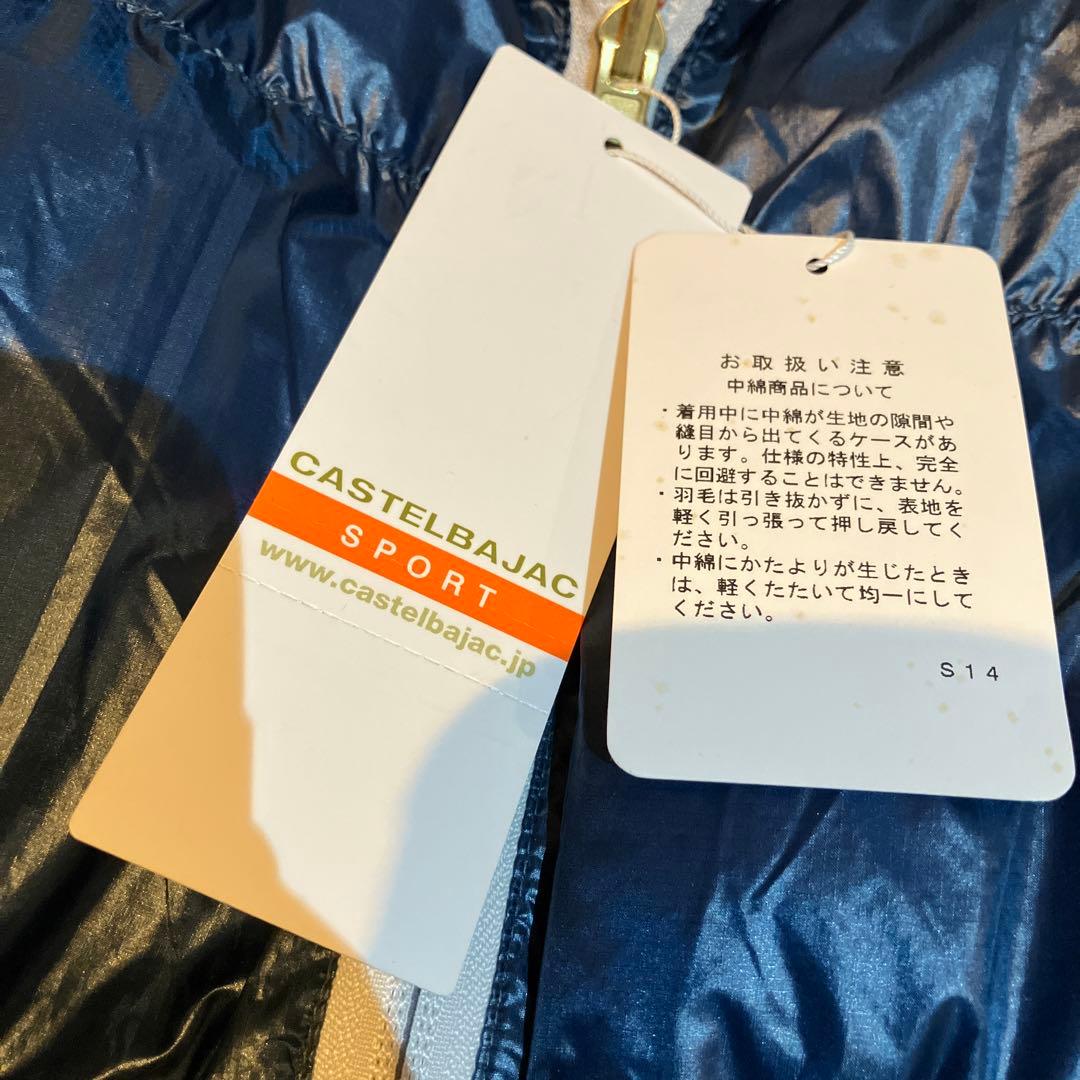 CASTELBAJAC
SPORT
www.castelbajac.jp
お取扱い注意
中綿商品について
・着用中に中綿が生地の隙間や
縫目から出てくるケースがあ
ります。仕様の特性上、完全
に回避することはできません。
・羽毛は引き抜かずに、表地を
軽く引っ張って押し戻してく
ださい。
・中綿にかたよりが生じたとき
は、軽くたたいて均一にして
ください。
S14